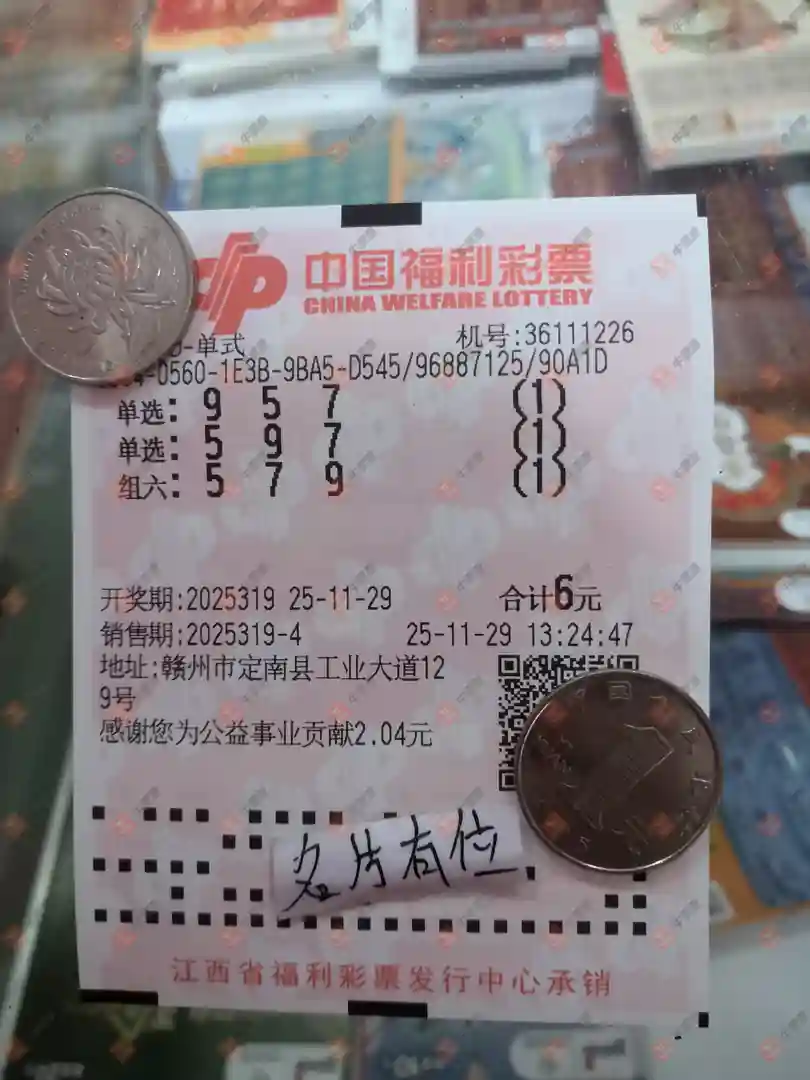 中国福利彩票
CHINA WELFARE LOTTERY
D-单式 机号:36111226
4-0560-1E3B-9BA5-D545/96887125/90A1D
单选: 9 5 7 (1)
单选: 5 9 7 (1)
组六: 5 7 9 (1)
开奖期:2025319 25-11-29 合计6元
销售期:2025319-4 25-11-29 13:24:47
地址:赣州市定南县工业大道12
9号
感谢您为公益事业贡献2.04元
名片有位
江西省福利彩票发行中心承销